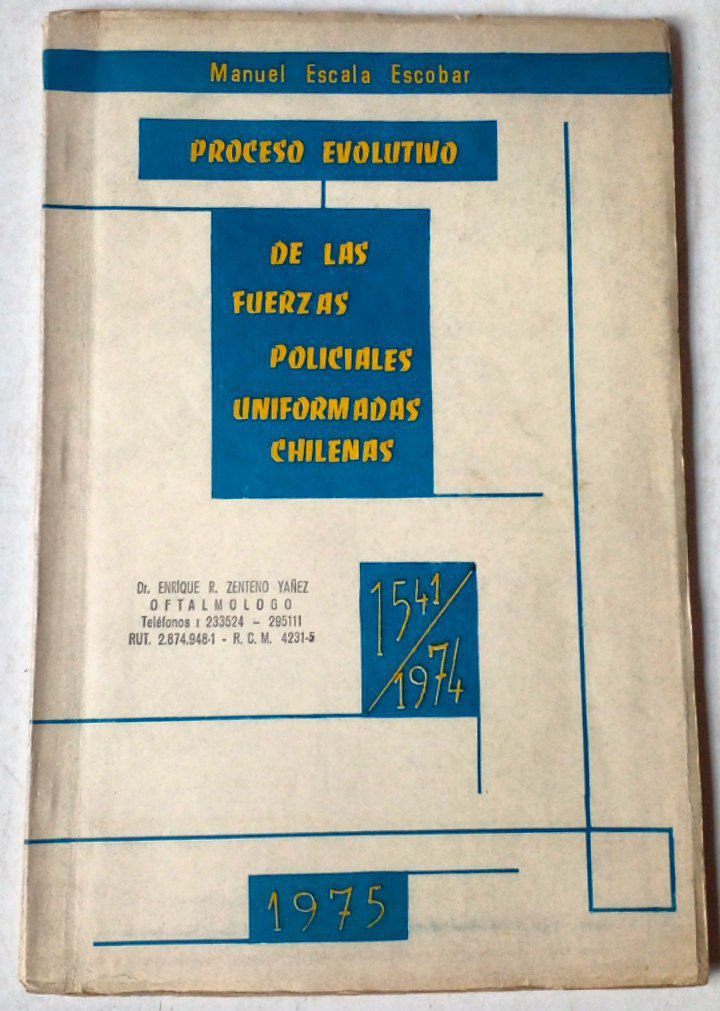 Manuel Escala Escobar
PROCESO EVOLUTIVO
DE LAS
FUERZAS
POLICIALES
UNIFORMADAS
CHILENAS
Dr. ENRIQUE R. ZENTENO YAÑEZ
OFTALMOLOGO
Teléfonos : 233524 - 295111
RUT. 2.874.948-1 - R. C. M. 4231-5
1541/
1974
1975